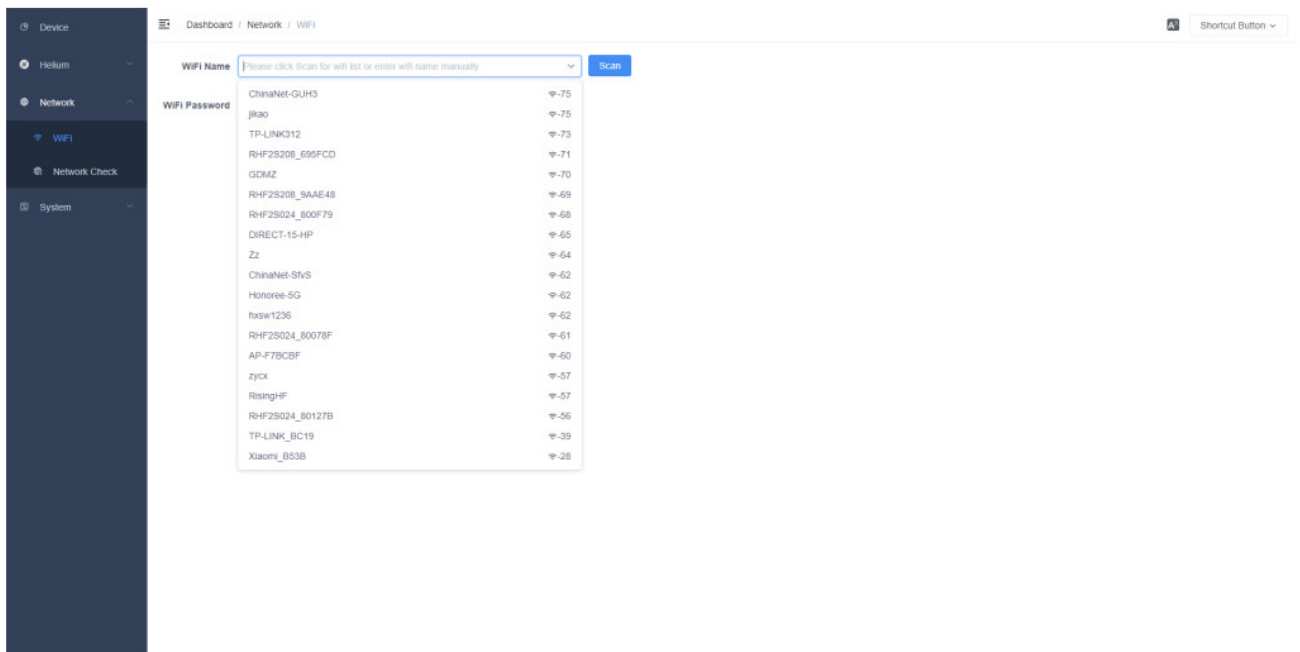 Device
Dashboard / Network / WiFi
Shortcut Button
Helium
WiFi Name
Please click Scan for wifi list or enter wifi name manually
Scan
Network
WiFi Password
WiFi
Network Check
System
ChinaNet-GUH3 -75
jikao -75
TP-LINK312 -73
RHF2S208_695FCD -71
GDMZ -70
RHF2S208_9AAE48 -69
RHF2S024_800F79 -68
DIRECT-15-HP -65
Zz -64
ChinaNet-SfvS -62
Honoree-5G -62
hxsw1236 -62
RHF2S024_80078F -61
AP-F7BCBF -60
zycx -57
RisingHF -57
RHF2S024_80127B -56
TP-LINK_BC19 -39
Xiaomi_B53B -28